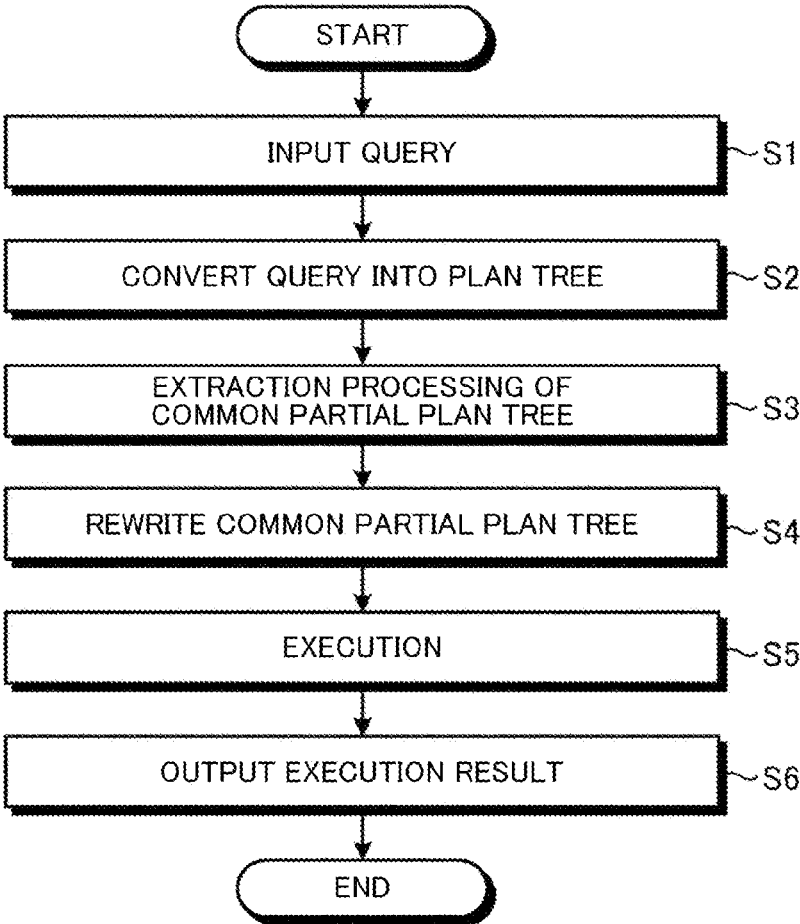 START
INPUT QUERY
S1
CONVERT QUERY INTO PLAN TREE
S2
EXTRACTION PROCESSING OF
COMMON PARTIAL PLAN TREE
S3
REWRITE COMMON PARTIAL PLAN TREE
S4
EXECUTION
S5
OUTPUT EXECUTION RESULT
S6
END